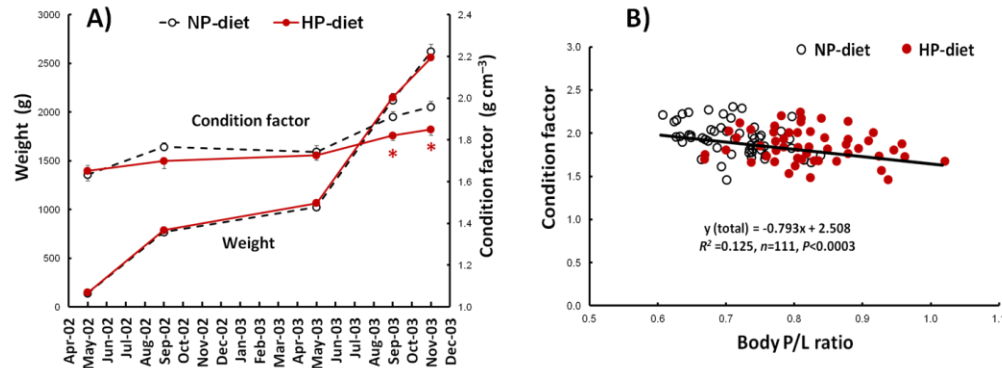 A)
NP-diet
HP-diet
3000
2500
2000
1500
1000
500
0
Weight (g)
2.4
2.2
2.0
1.8
1.6
1.4
1.2
1.0
Condition factor (g cm⁻³)
Condition factor
Weight
*
*
Apr-02
May-02
Jun-02
Jul-02
Aug-02
Sep-02
Oct-02
Nov-02
Dec-02
Jan-03
Feb-03
Mar-03
Apr-03
May-03
Jun-03
Jul-03
Aug-03
Sep-03
Oct-03
Nov-03
Dec-03
B)
NP-diet
HP-diet
3.0
2.5
2.0
1.5
1.0
0.5
0.0
Condition factor
y (total) = -0.793x + 2.508
R² =0.125, n=111, P<0.0003
0.5
0.6
0.7
0.8
0.9
1.0
1.1
Body P/L ratio